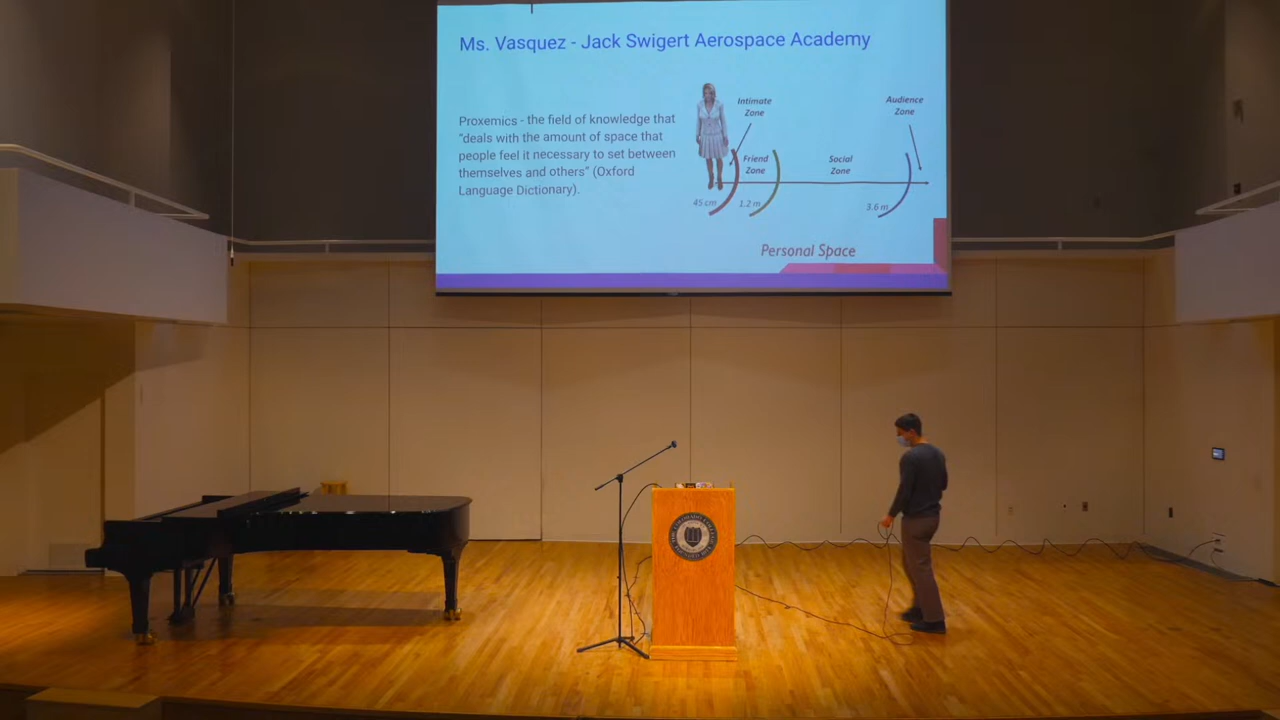 Ms. Vasquez - Jack Swigert Aerospace Academy
Proxemics - the field of knowledge that
"deals with the amount of space that
people feel it necessary to set between
themselves and others" (Oxford
Language Dictionary).
Intimate
Zone
Audience
Zone
Friend
Zone
Social
Zone
45 cm
1.2 m
3.6 m
Personal Space